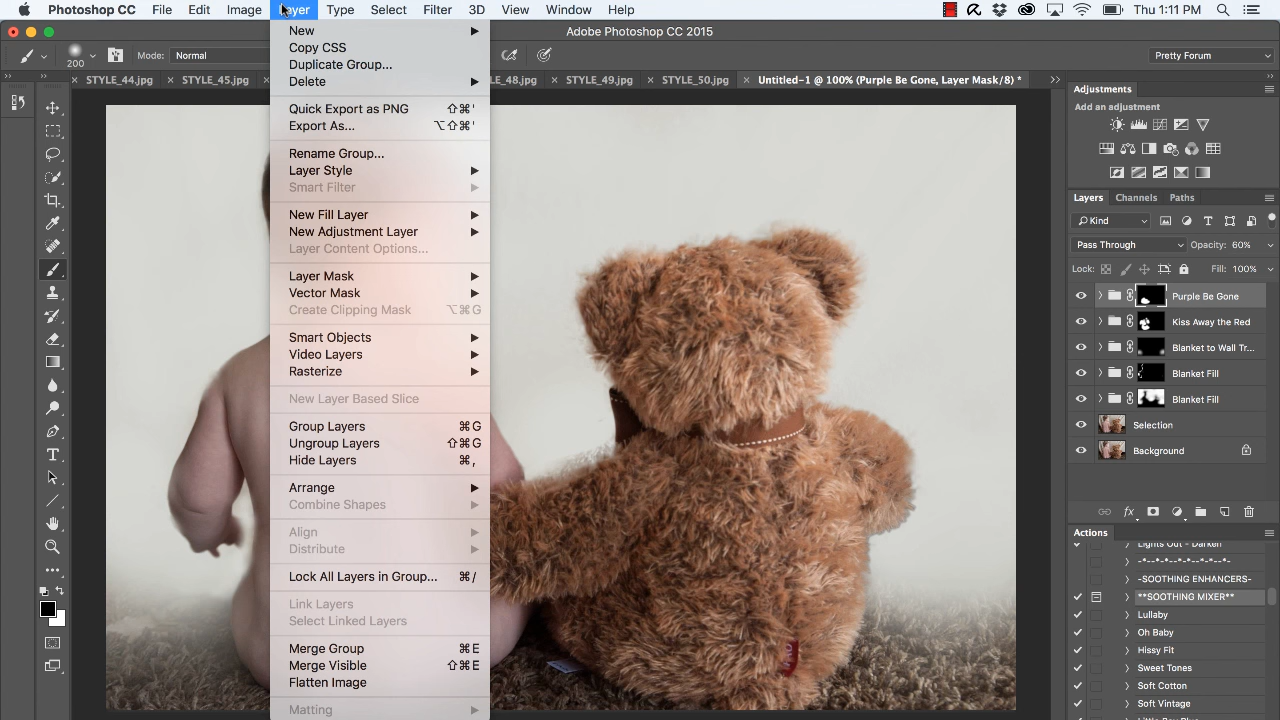 Photoshop CC File Edit Image Layer Type Select Filter 3D View Window Help Thu 1:11 PM
Adobe Photoshop CC 2015
200 Mode: Normal Pretty Forum
STYLE_44.jpg STYLE_45.jpg LE_48.jpg STYLE_49.jpg STYLE_50.jpg Untitled-1 @ 100% (Purple Be Gone, Layer Mask/8) *
New
Copy CSS
Duplicate Group...
Delete
Quick Export as PNG ⇧⌘'
Export As... ⌥⇧⌘'
Rename Group...
Layer Style
Smart Filter
New Fill Layer
New Adjustment Layer
Layer Content Options...
Layer Mask
Vector Mask
Create Clipping Mask ⌥⌘G
Smart Objects
Video Layers
Rasterize
New Layer Based Slice
Group Layers ⌘G
Ungroup Layers ⇧⌘G
Hide Layers ⌘,
Arrange
Combine Shapes
Align
Distribute
Lock All Layers in Group... ⌘/
Link Layers
Select Linked Layers
Merge Group ⌘E
Merge Visible ⇧⌘E
Flatten Image
Matting
Adjustments
Add an adjustment
Layers Channels Paths
Kind
Pass Through Opacity: 60%
Lock: Fill: 100%
Purple Be Gone
Kiss Away the Red
Blanket to Wall Tr...
Blanket Fill
Blanket Fill
Selection
Background
Actions
Lights Out - Darken
-*--*--*--*--*--*--*-
-SOOTHING ENHANCERS-
**SOOTHING MIXER**
Lullaby
Oh Baby
Hissy Fit
Sweet Tones
Soft Cotton
Soft Vintage